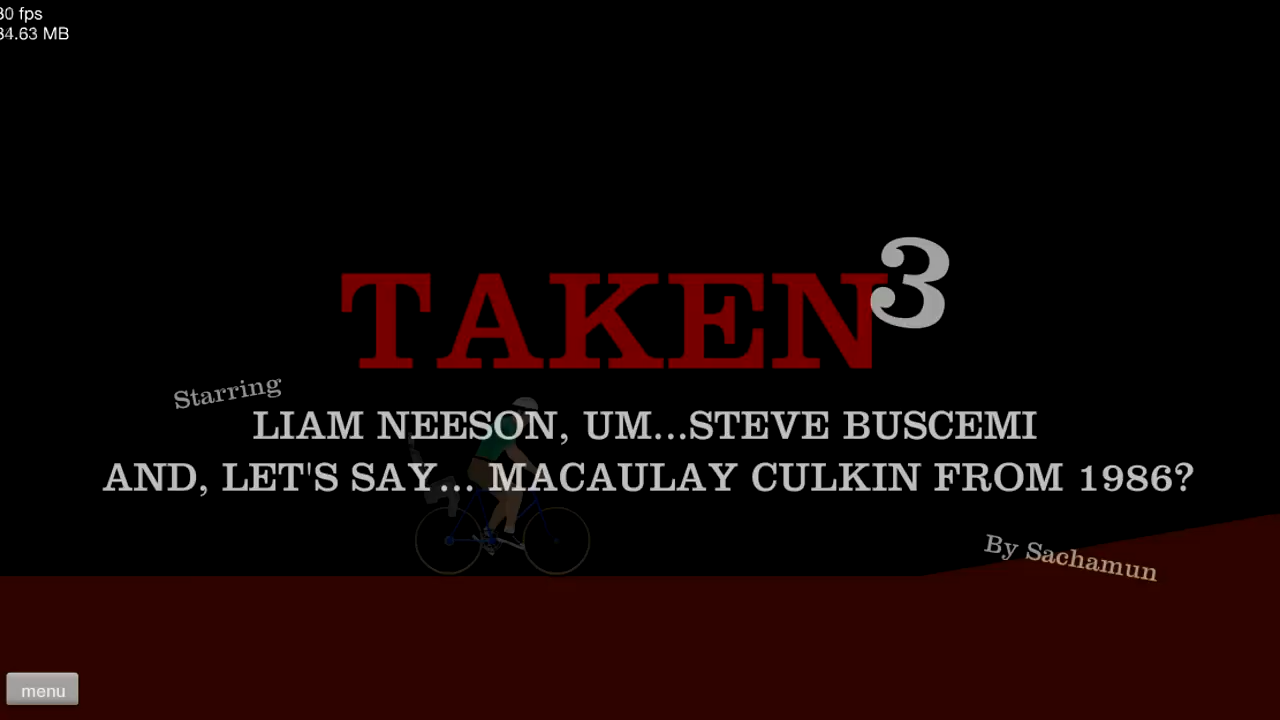 30 fps
34.63 MB
TAKEN3
Starring
LIAM NEESON, UM...STEVE BUSCEMI
AND, LET'S SAY... MACAULAY CULKIN FROM 1986?
By Sachamun
menu